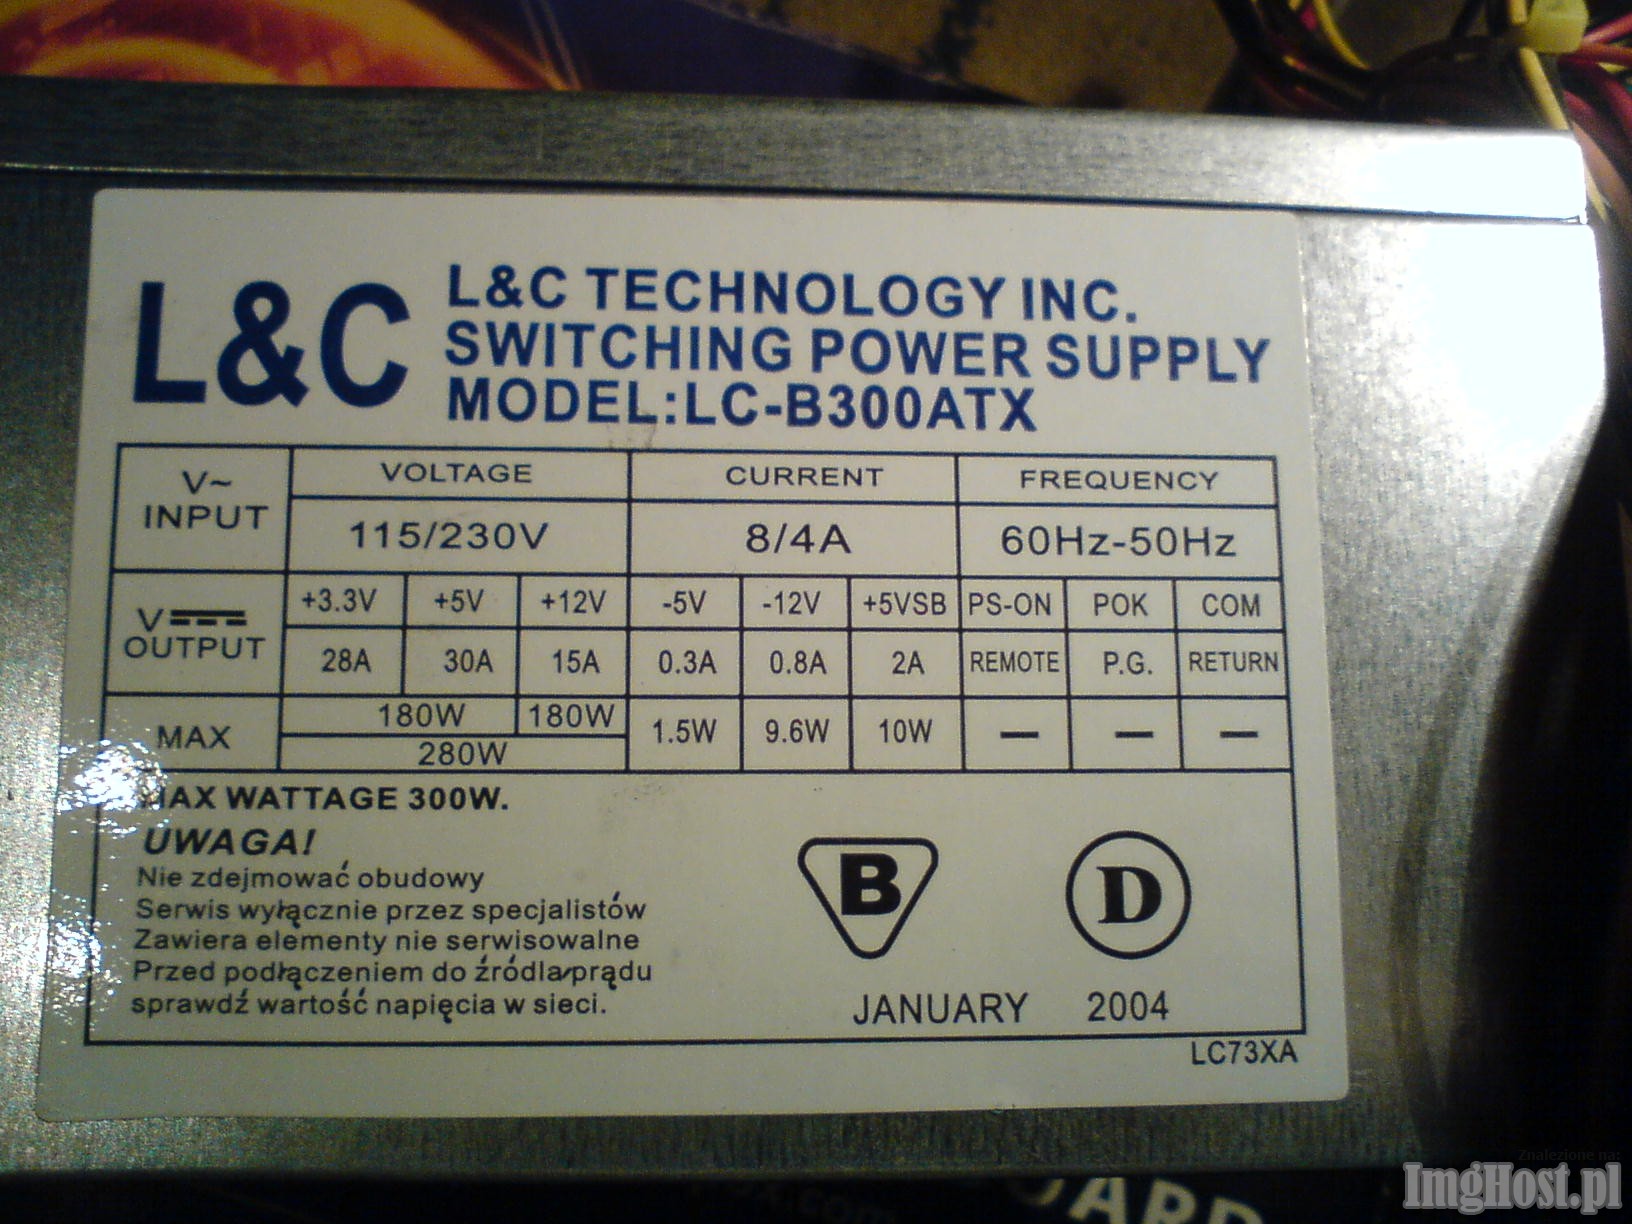 L&C
L&C TECHNOLOGY INC.
SWITCHING POWER SUPPLY
MODEL:LC-B300ATX
V~ INPUT VOLTAGE CURRENT FREQUENCY
115/230V 8/4A 60Hz-50Hz
V OUTPUT +3.3V +5V +12V -5V -12V +5VSB PS-ON POK COM
28A 30A 15A 0.3A 0.8A 2A REMOTE P.G. RETURN
MAX 180W 180W 1.5W 9.6W 10W — — —
280W
MAX WATTAGE 300W.
UWAGA!
Nie zdejmować obudowy
Serwis wyłącznie przez specjalistów
Zawiera elementy nie serwisowalne
Przed podłączeniem do źródla prądu
sprawdź wartość napięcia w sieci.
B D
JANUARY 2004
LC73XA
Znalezione na:
ImgHost.pl